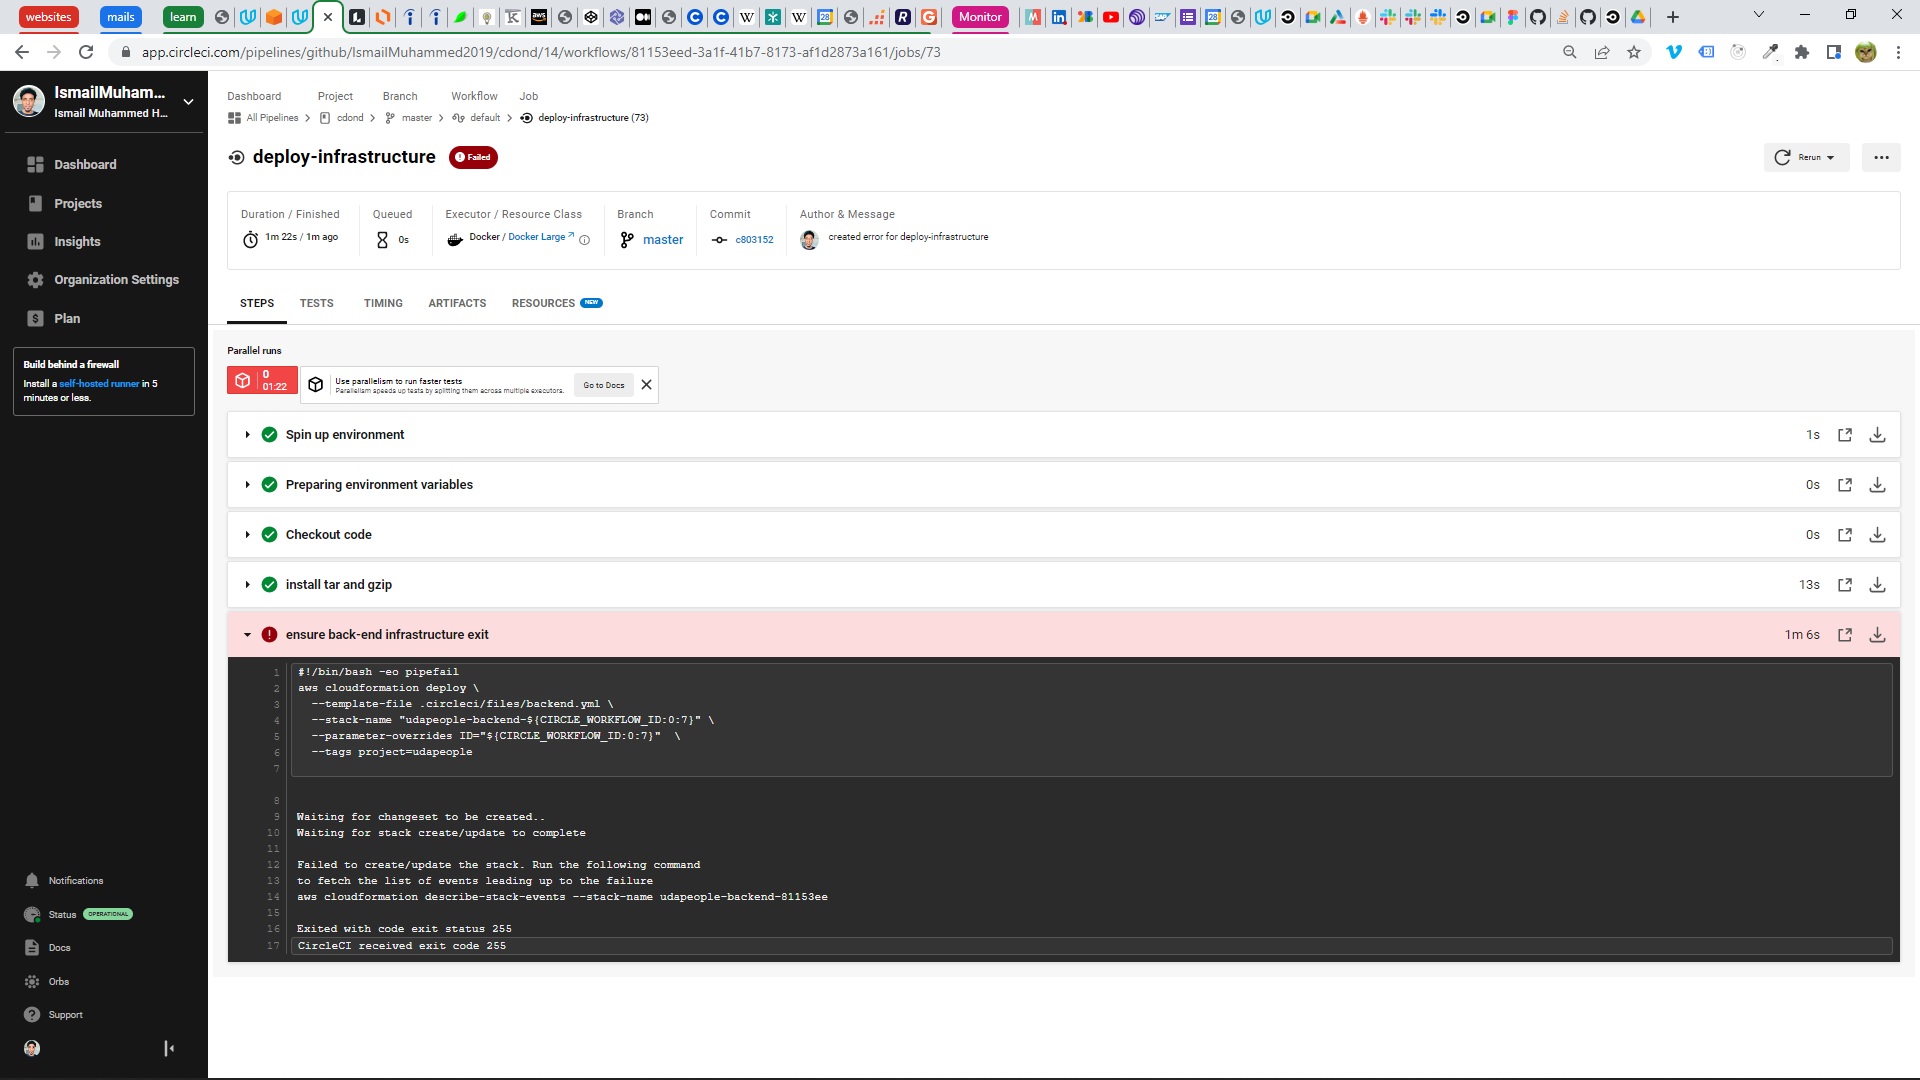 websites
mails
learn
Monitor
app.circleci.com/pipelines/github/IsmailMuhammed2019/cdond/14/workflows/81153eed-3a1f-41b7-8173-af1d2873a161/jobs/73
IsmailMuham...
Ismail Muhammed H...
Dashboard
Projects
Insights
Organization Settings
Plan
Build behind a firewall
Install a self-hosted runner in 5
minutes or less.
Notifications
Status OPERATIONAL
Docs
Orbs
Support
Dashboard Project Branch Workflow Job
All Pipelines cdond master default deploy-infrastructure (73)
deploy-infrastructure Failed
Rerun
Duration / Finished Queued Executor / Resource Class Branch Commit Author & Message
1m 22s / 1m ago 0s Docker / Docker Large master c803152 created error for deploy-infrastructure
STEPS TESTS TIMING ARTIFACTS RESOURCES NEW
Parallel runs
0
01:22
Use parallelism to run faster tests
Parallelism speeds up tests by splitting them across multiple executors.
Go to Docs
Spin up environment 1s
Preparing environment variables 0s
Checkout code 0s
install tar and gzip 13s
ensure back-end infrastructure exit 1m 6s
1 #!/bin/bash -eo pipefail
2 aws cloudformation deploy \
3 --template-file .circleci/files/backend.yml \
4 --stack-name "udapeople-backend-${CIRCLE_WORKFLOW_ID:0:7}" \
5 --parameter-overrides ID="${CIRCLE_WORKFLOW_ID:0:7}" \
6 --tags project=udapeople
7
8
9 Waiting for changeset to be created..
10 Waiting for stack create/update to complete
11
12 Failed to create/update the stack. Run the following command
13 to fetch the list of events leading up to the failure
14 aws cloudformation describe-stack-events --stack-name udapeople-backend-81153ee
15
16 Exited with code exit status 255
17 CircleCI received exit code 255